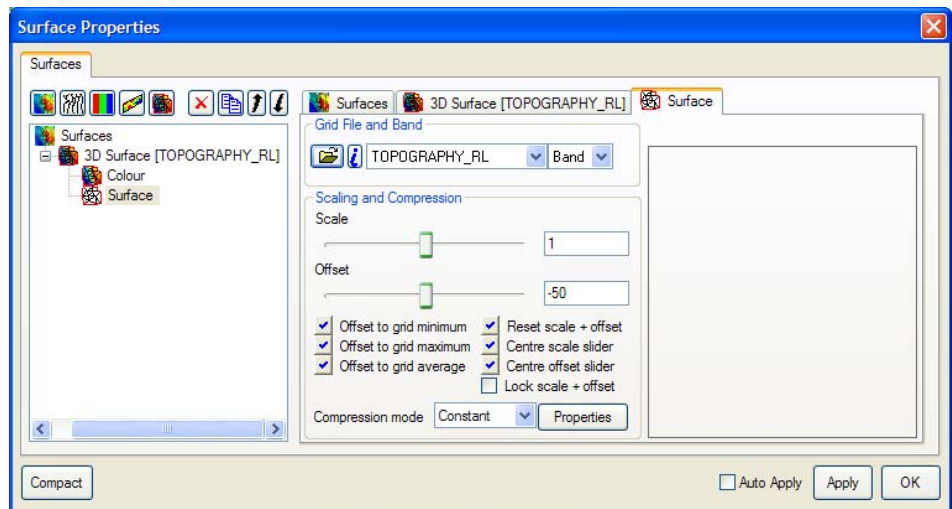 Surface Properties
Surfaces
Surfaces
3D Surface [TOPOGRAPHY_RL]
Colour
Surface
Surfaces 3D Surface [TOPOGRAPHY_RL] Surface
Grid File and Band
i TOPOGRAPHY_RL Band
Scaling and Compression
Scale
1
Offset
-50
Offset to grid minimum Reset scale + offset
Offset to grid maximum Centre scale slider
Offset to grid average Centre offset slider
Lock scale + offset
Compression mode Constant Properties
Compact Auto Apply Apply OK